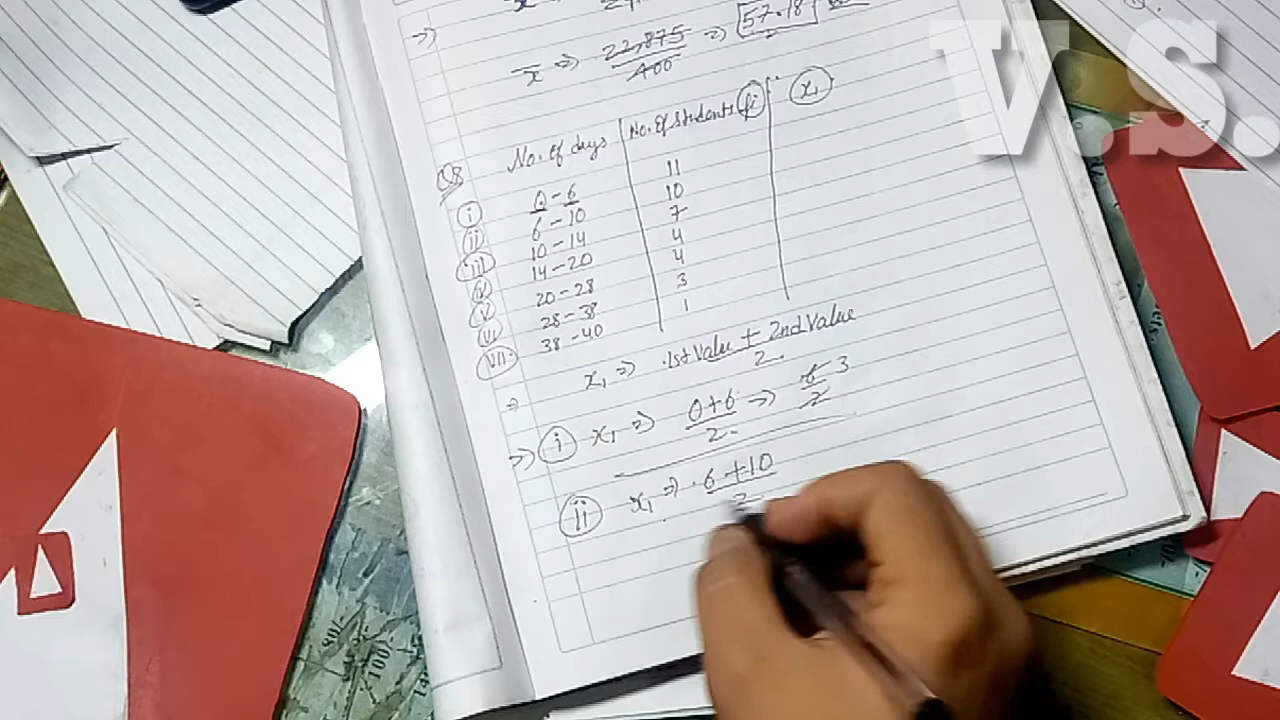 V.S.
x̄ ⇒ 22,875/400 ⇒ 57.18
Q8 No. of days No. of students fi x₁
i 0-6 11
ii 6-10 10
iii 10-14 7
iv 14-20 4
v 20-28 4
vi 28-38 3
vii 38-40 1
⇒ x₁ ⇒ 1st value + 2nd value / 2
⇒ i x₁ ⇒ 0+6/2 ⇒ 6/2 3
ii x₁ ⇒ 6+10/2